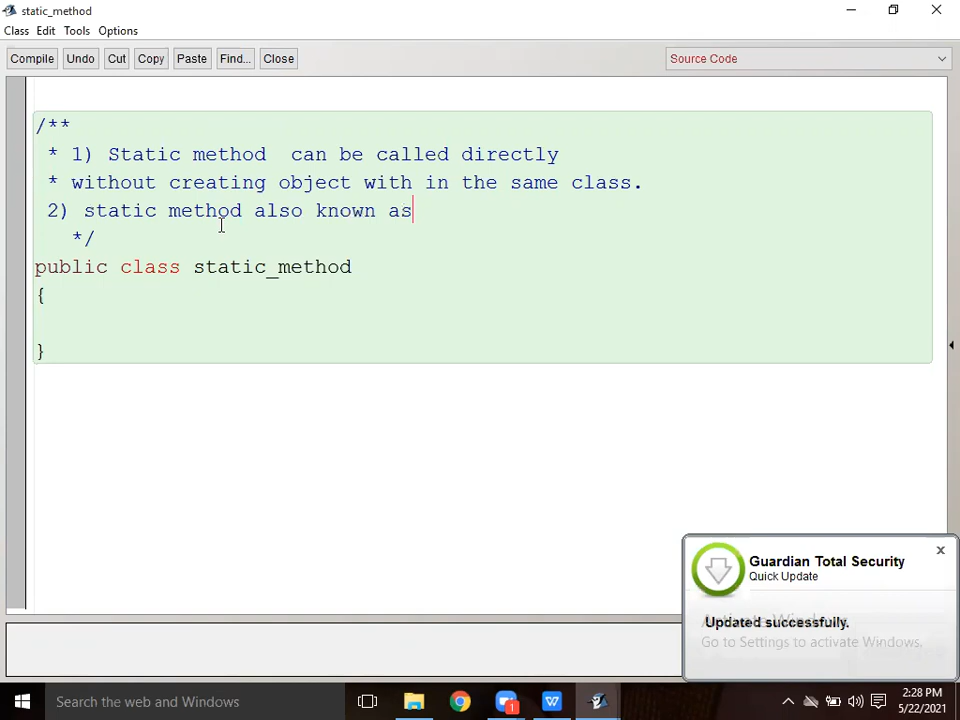 static_method
Class Edit Tools Options
Compile Undo Cut Copy Paste Find... Close Source Code
/**
* 1) Static method can be called directly
* without creating object with in the same class.
2) static method also known as
*/
public class static_method
{
}
Guardian Total Security
Quick Update
Updated successfully.
Activate Windows
Go to Settings to activate Windows.
Search the web and Windows
1
W
2:28 PM
5/22/2021